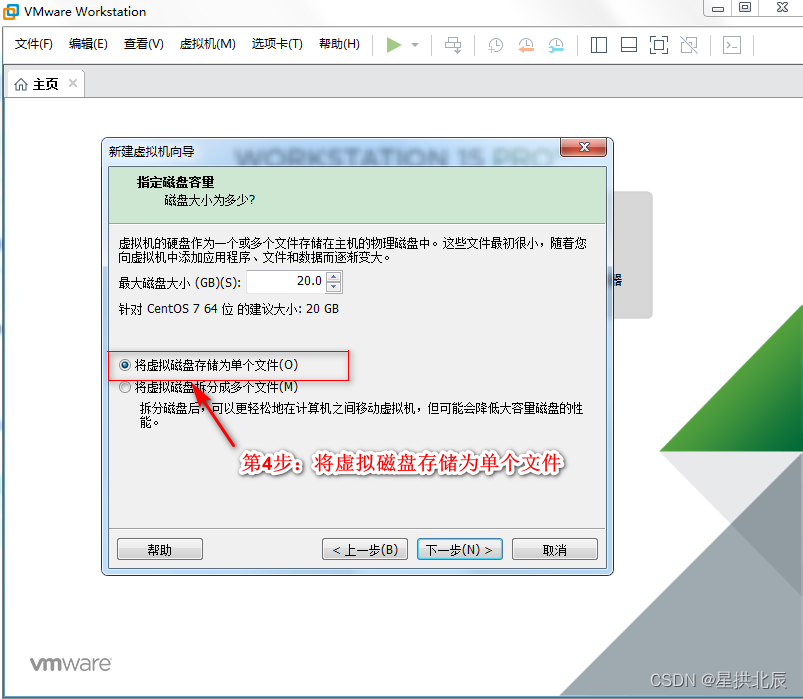 VMware Workstation
文件(F) 编辑(E) 查看(V) 虚拟机(M) 选项卡(T) 帮助(H)
主页
WORKSTATION 15 PRO
新建虚拟机向导
指定磁盘容量
磁盘大小为多少?
虚拟机的硬盘作为一个或多个文件存储在主机的物理磁盘中。这些文件最初很小，随着您
向虚拟机中添加应用程序、文件和数据而逐渐变大。
最大磁盘大小 (GB)(S): 20.0
器
针对 CentOS 7 64 位 的建议大小: 20 GB
将虚拟磁盘存储为单个文件(O)
将虚拟磁盘拆分成多个文件(M)
拆分磁盘后，可以更轻松地在计算机之间移动虚拟机，但可能会降低大容量磁盘的性
能。
第4步：将虚拟磁盘存储为单个文件
帮助 < 上一步(B) 下一步(N) > 取消
vmware
CSDN @星拱北辰